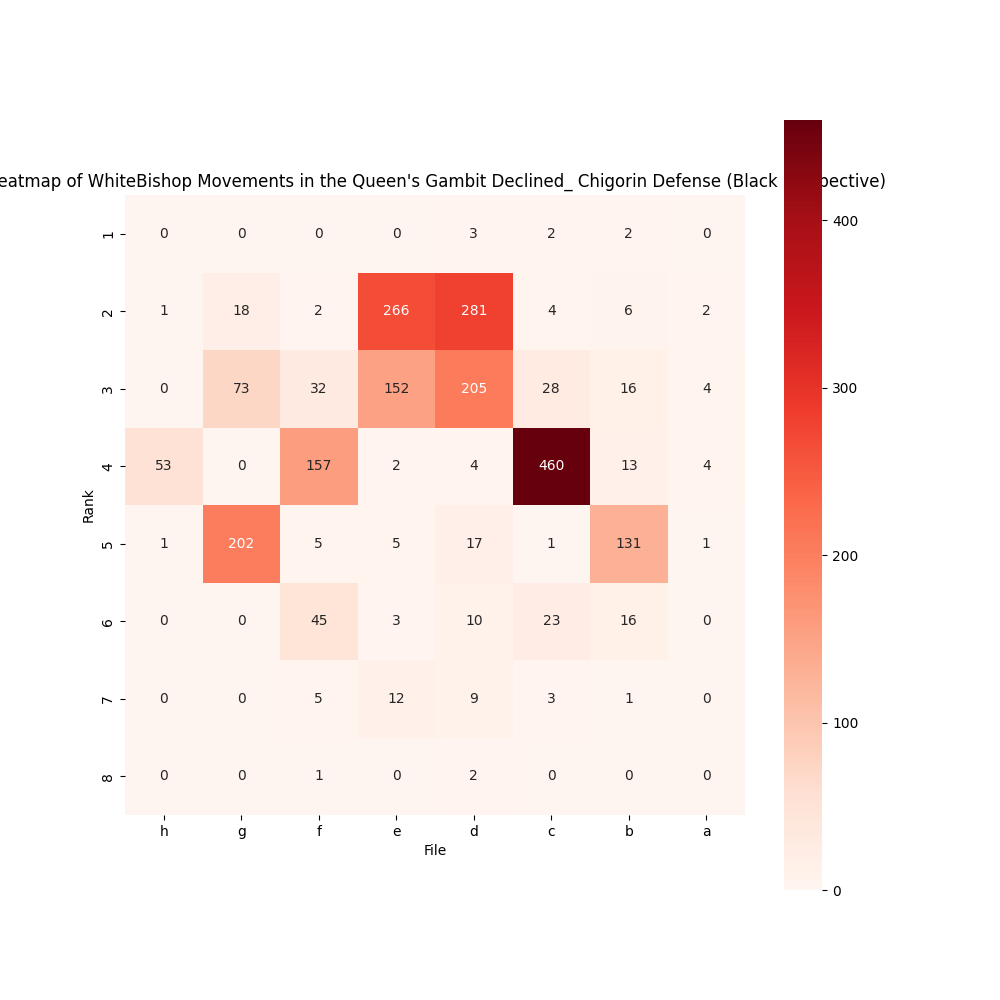 eatmap of WhiteBishop Movements in the Queen's Gambit Declined_ Chigorin Defense (Black pective)
1 0 0 0 0 3 2 2 0
2 1 18 2 266 281 4 6 2
3 0 73 32 152 205 28 16 4
4 53 0 157 2 4 460 13 4
5 1 202 5 5 17 1 131 1
6 0 0 45 3 10 23 16 0
7 0 0 5 12 9 3 1 0
8 0 0 1 0 2 0 0 0
h g f e d c b a
File
Rank
400
300
200
100
0